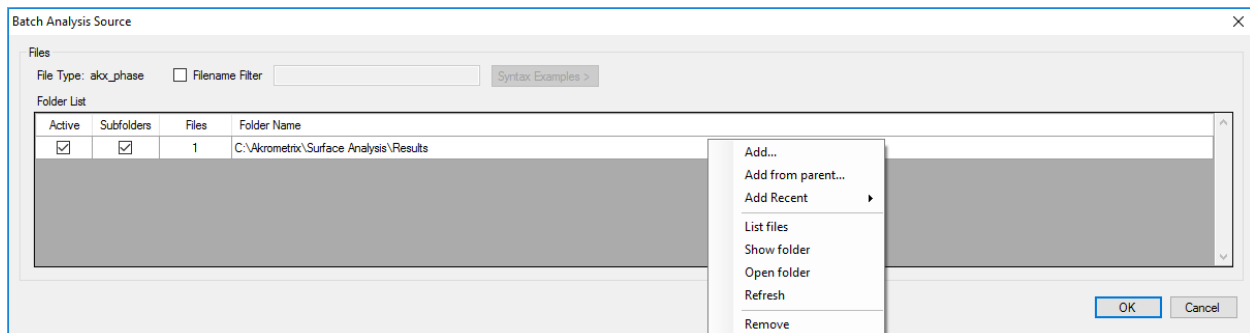 Batch Analysis Source
Files
File Type: akx_phase Filename Filter Syntax Examples >
Folder List
Active Subfolders Files Folder Name
1 C:\Akrometrix\Surface Analysis\Results
Add...
Add from parent...
Add Recent
List files
Show folder
Open folder
Refresh
Remove
OK Cancel